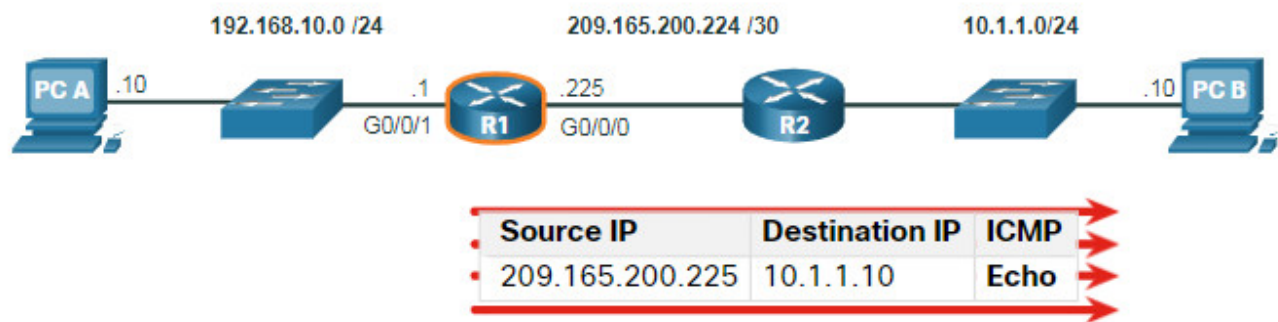 192.168.10.0 /24 209.165.200.224 /30 10.1.1.0/24
PC A .10 .1 R1 .225 R2 .10 PC B
G0/0/1 G0/0/0
Source IP Destination IP ICMP
209.165.200.225 10.1.1.10 Echo